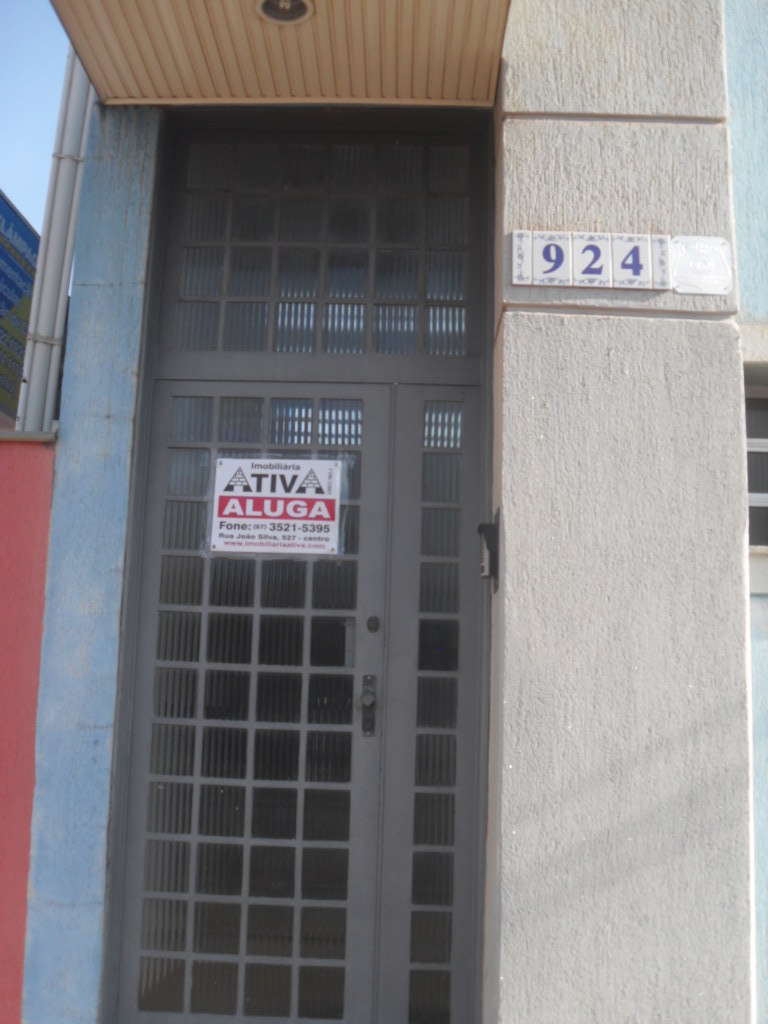 924
Imobiliária
ATIVA
ALUGA
Fone: (67) 3521-5395
Rua João Silva, 527 - centro
www.imobiliariaativa.com